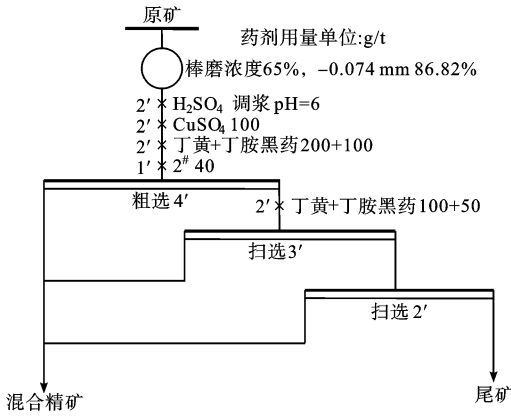 原矿
药剂用量单位:g/t
棒磨浓度65%，-0.074 mm 86.82%
2′ H₂SO₄ 调浆 pH=6
2′ CuSO₄ 100
2′ 丁黄+丁胺黑药200+100
1′ 2# 40
粗选4′
2′ 丁黄+丁胺黑药100+50
扫选3′
扫选 2′
混合精矿
尾矿